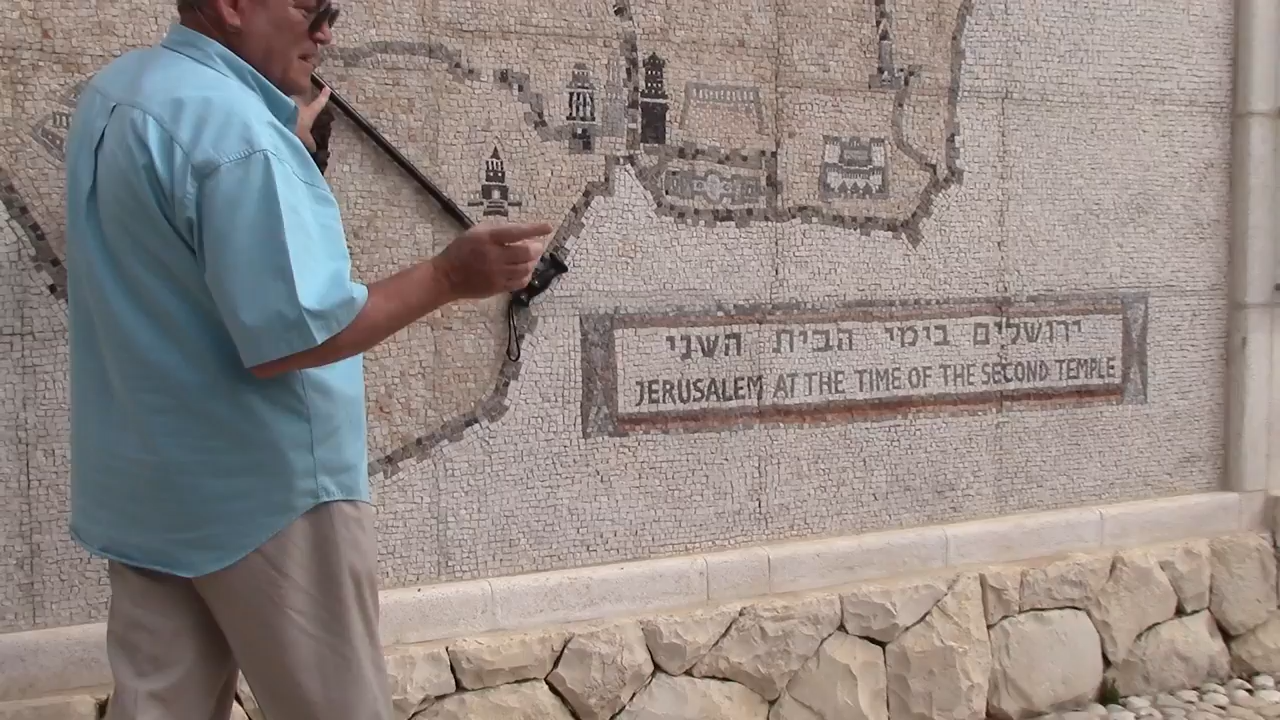 ירושלים בימי הבית השני
JERUSALEM AT THE TIME OF THE SECOND TEMPLE